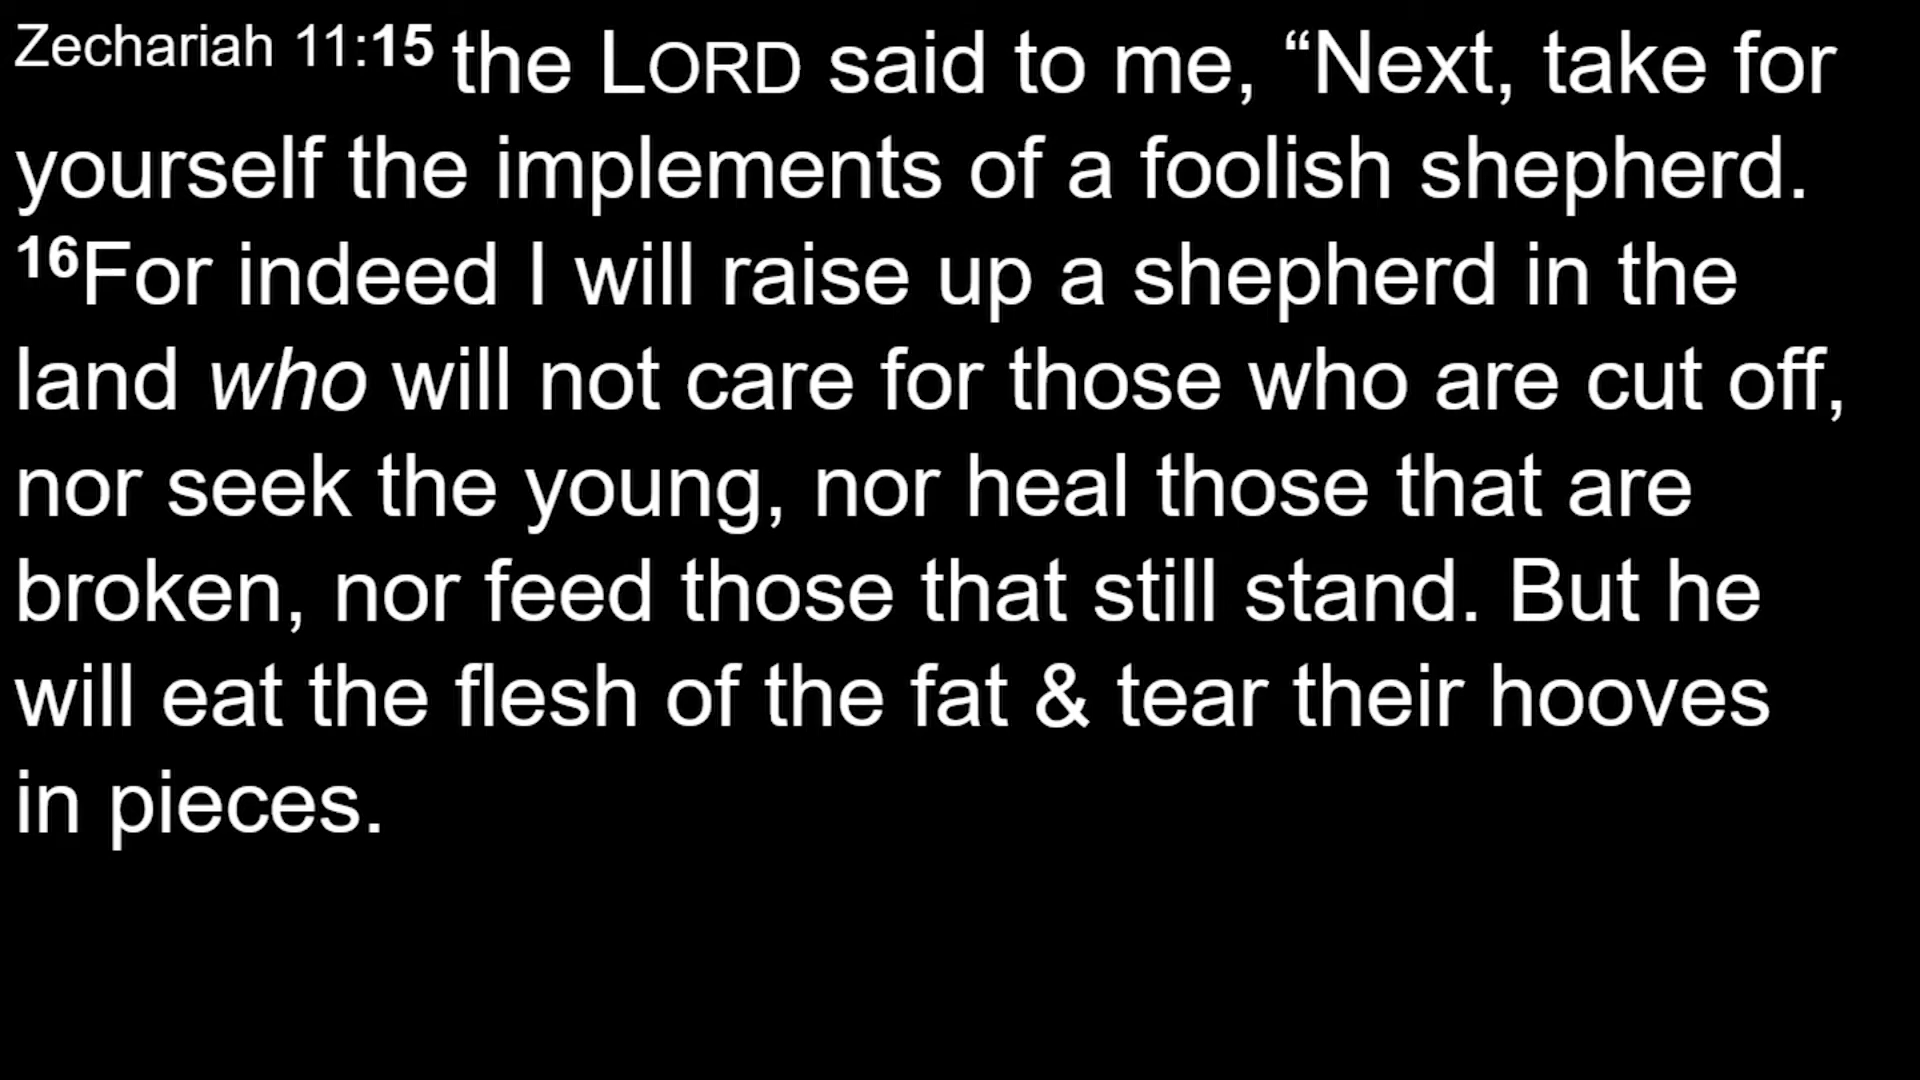 Zechariah 11:15 the LORD said to me, “Next, take for
yourself the implements of a foolish shepherd.
16For indeed I will raise up a shepherd in the
land who will not care for those who are cut off,
nor seek the young, nor heal those that are
broken, nor feed those that still stand. But he
will eat the flesh of the fat & tear their hooves
in pieces.